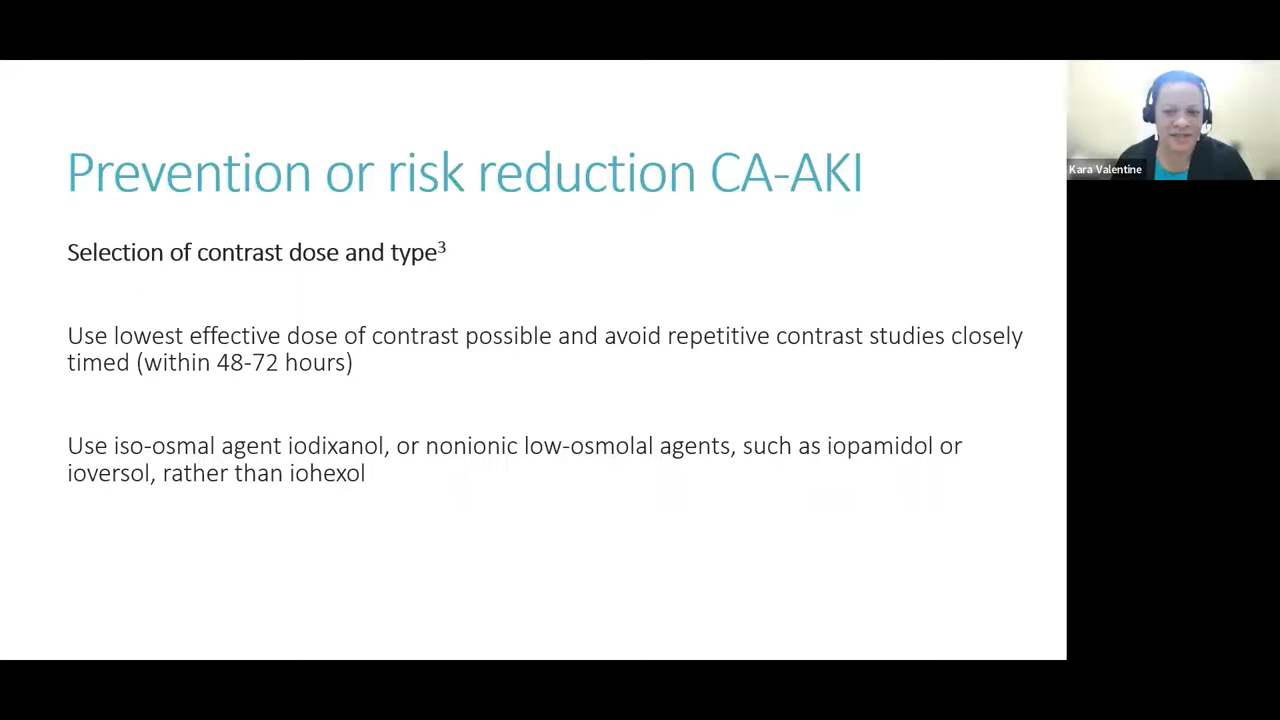 Prevention or risk reduction CA-AKI
Selection of contrast dose and type³
Use lowest effective dose of contrast possible and avoid repetitive contrast studies closely
timed (within 48-72 hours)
Use iso-osmal agent iodixanol, or nonionic low-osmolal agents, such as iopamidol or
ioversol, rather than iohexol
Kara Valentine